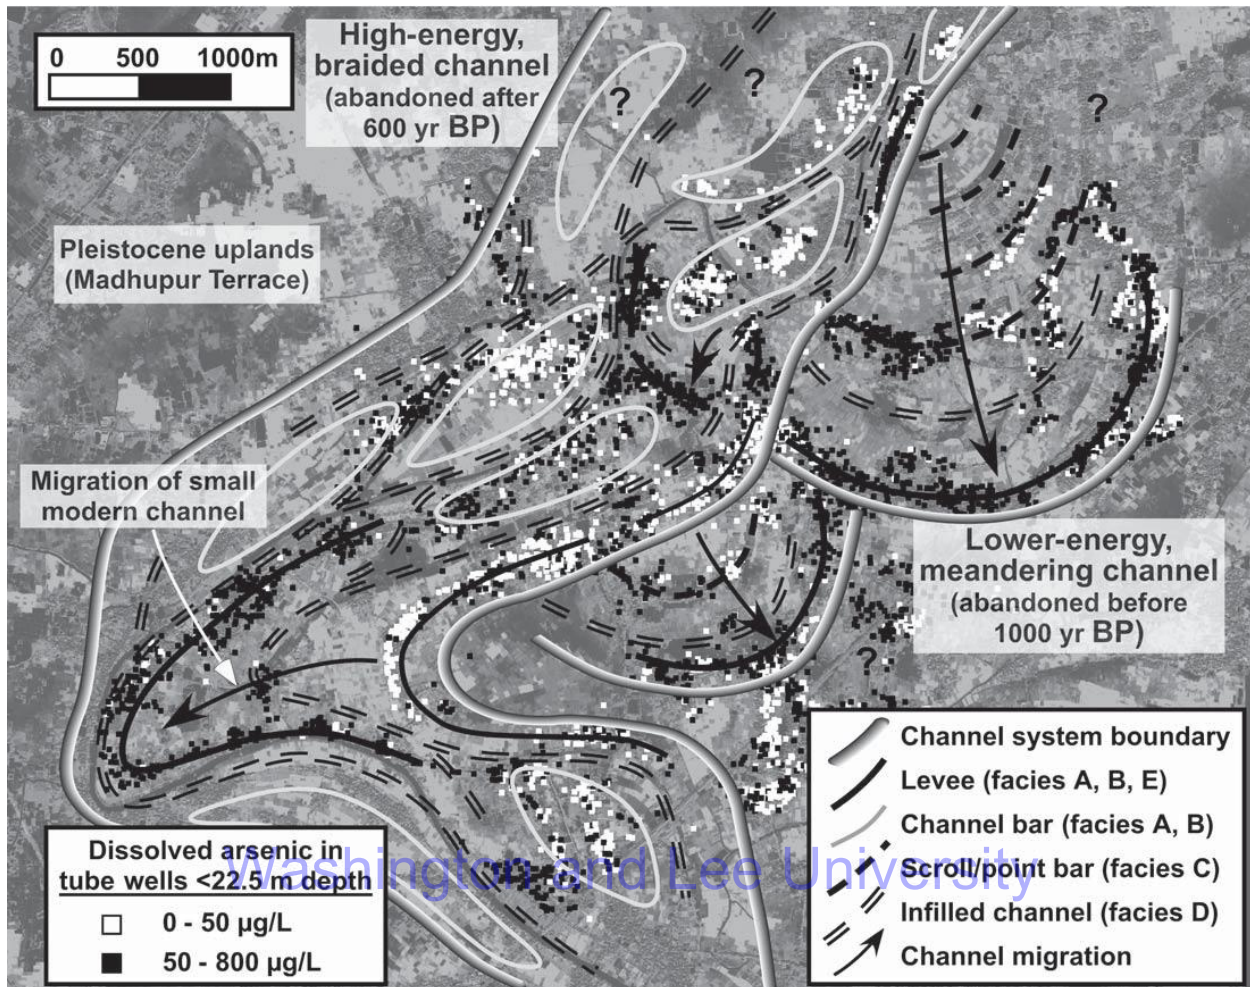 0 500 1000m
High-energy,
braided channel
(abandoned after
600 yr BP)
?
?
?
Pleistocene uplands
(Madhupur Terrace)
Migration of small
modern channel
Lower-energy,
meandering channel
(abandoned before
1000 yr BP)
?
Channel system boundary
Levee (facies A, B, E)
Channel bar (facies A, B)
Scroll/point bar (facies C)
Infilled channel (facies D)
Channel migration
Dissolved arsenic in
tube wells <22.5 m depth
0 - 50 µg/L
50 - 800 µg/L
Washington and Lee University